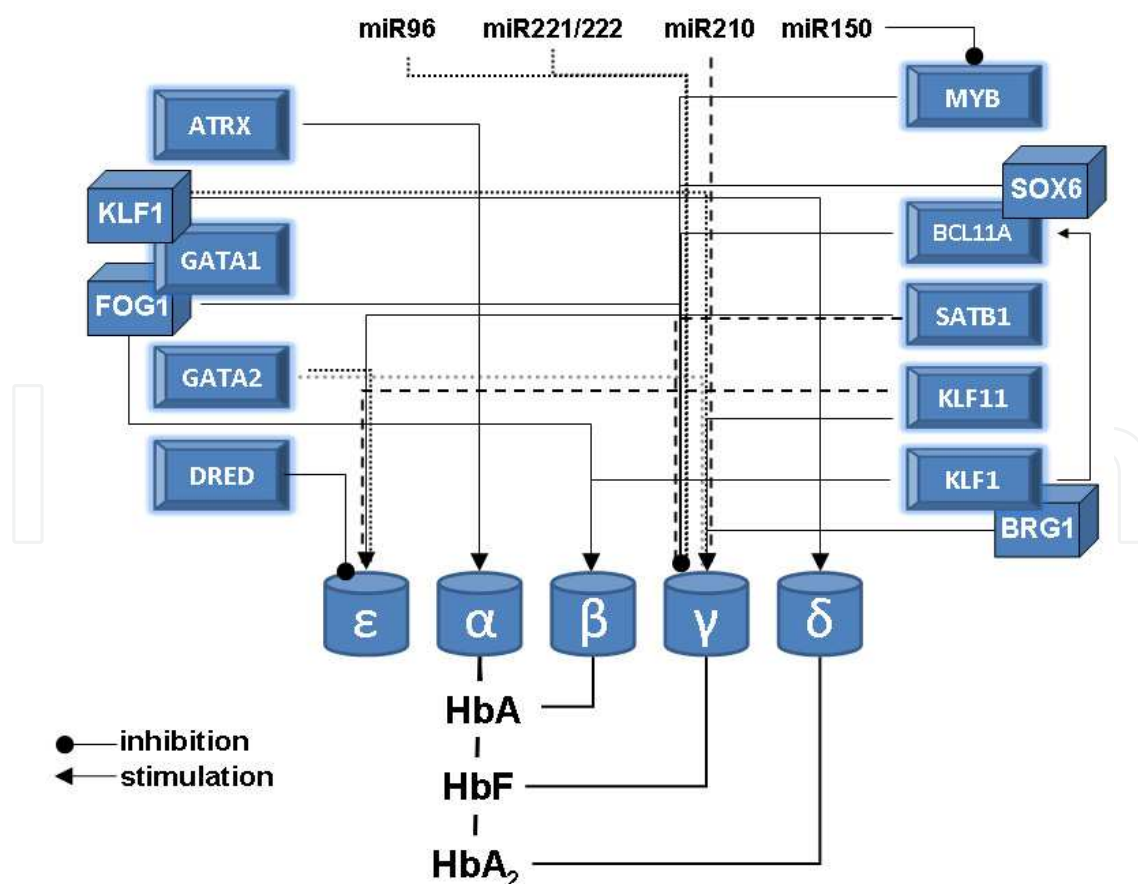 miR96 miR221/222 miR210 miR150
MYB
ATRX
SOX6
KLF1
BCL11A
GATA1
FOG1
SATB1
GATA2
KLF11
DRED
KLF1
BRG1
ε α β γ δ
HbA
inhibition
stimulation
HbF
HbA₂